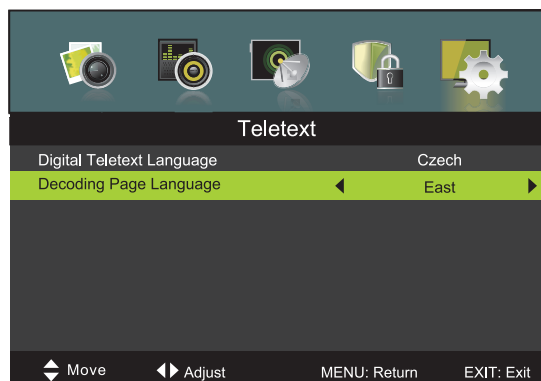 Teletext
Digital Teletext Language Czech
Decoding Page Language East
Move Adjust MENU: Return EXIT: Exit